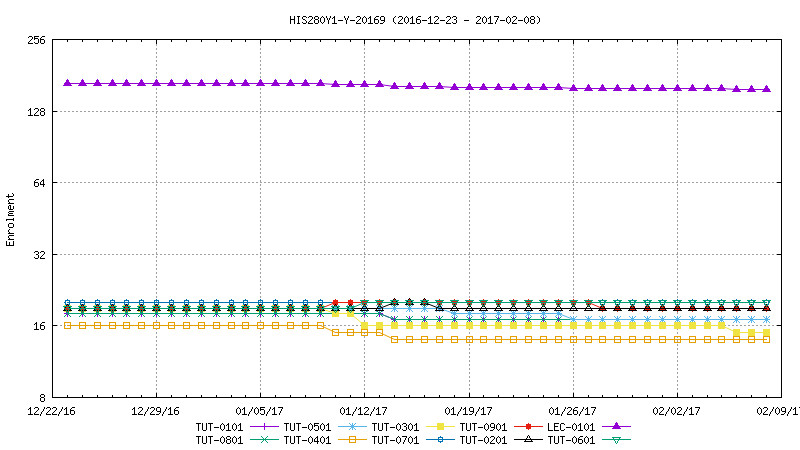 HIS280Y1-Y-20169 (2016-12-23 - 2017-02-08)
256
128
64
32
16
8
Enrolment
12/22/16 12/29/16 01/05/17 01/12/17 01/19/17 01/26/17 02/02/17 02/09/17
TUT-0101 TUT-0501 TUT-0301 TUT-0901 LEC-0101
TUT-0801 TUT-0401 TUT-0701 TUT-0201 TUT-0601